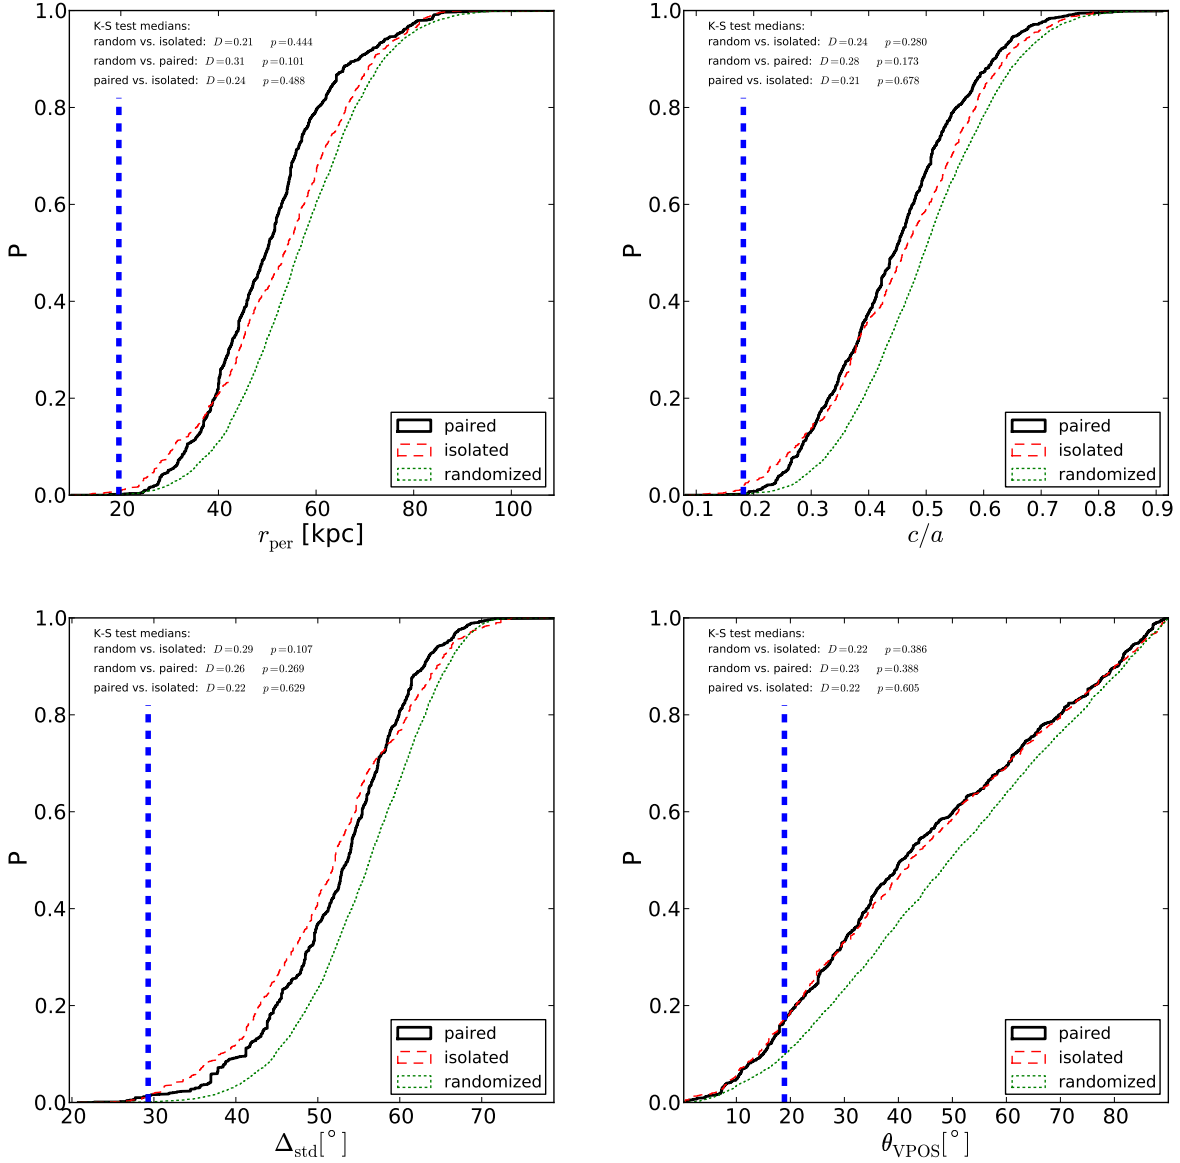 K-S test medians:
random vs. isolated: D=0.21 p=0.444
random vs. paired: D=0.31 p=0.101
paired vs. isolated: D=0.24 p=0.488
1.0
0.8
0.6
0.4
0.2
0.0
P
paired
isolated
randomized
20 40 60 80 100
r_per [kpc]
K-S test medians:
random vs. isolated: D=0.24 p=0.280
random vs. paired: D=0.28 p=0.173
paired vs. isolated: D=0.21 p=0.678
1.0
0.8
0.6
0.4
0.2
0.0
P
paired
isolated
randomized
0.1 0.2 0.3 0.4 0.5 0.6 0.7 0.8 0.9
c/a
K-S test medians:
random vs. isolated: D=0.29 p=0.107
random vs. paired: D=0.26 p=0.269
paired vs. isolated: D=0.22 p=0.629
1.0
0.8
0.6
0.4
0.2
0.0
P
paired
isolated
randomized
20 30 40 50 60 70
Δ_std[°]
K-S test medians:
random vs. isolated: D=0.22 p=0.386
random vs. paired: D=0.23 p=0.388
paired vs. isolated: D=0.22 p=0.605
1.0
0.8
0.6
0.4
0.2
0.0
P
paired
isolated
randomized
10 20 30 40 50 60 70 80
θ_VPOS[°]